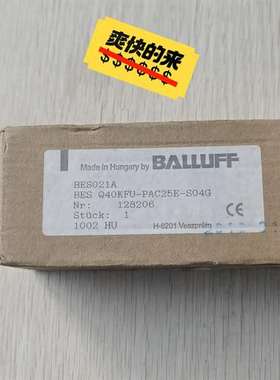 爽快的来
$$$$$$
Made in Hungary by BALLUFF
BES021A
BES Q40KFU-PAC25E-S04G
Nr: 128206
Stück: 1
1002 HU
CE
H-8201 Veszprém